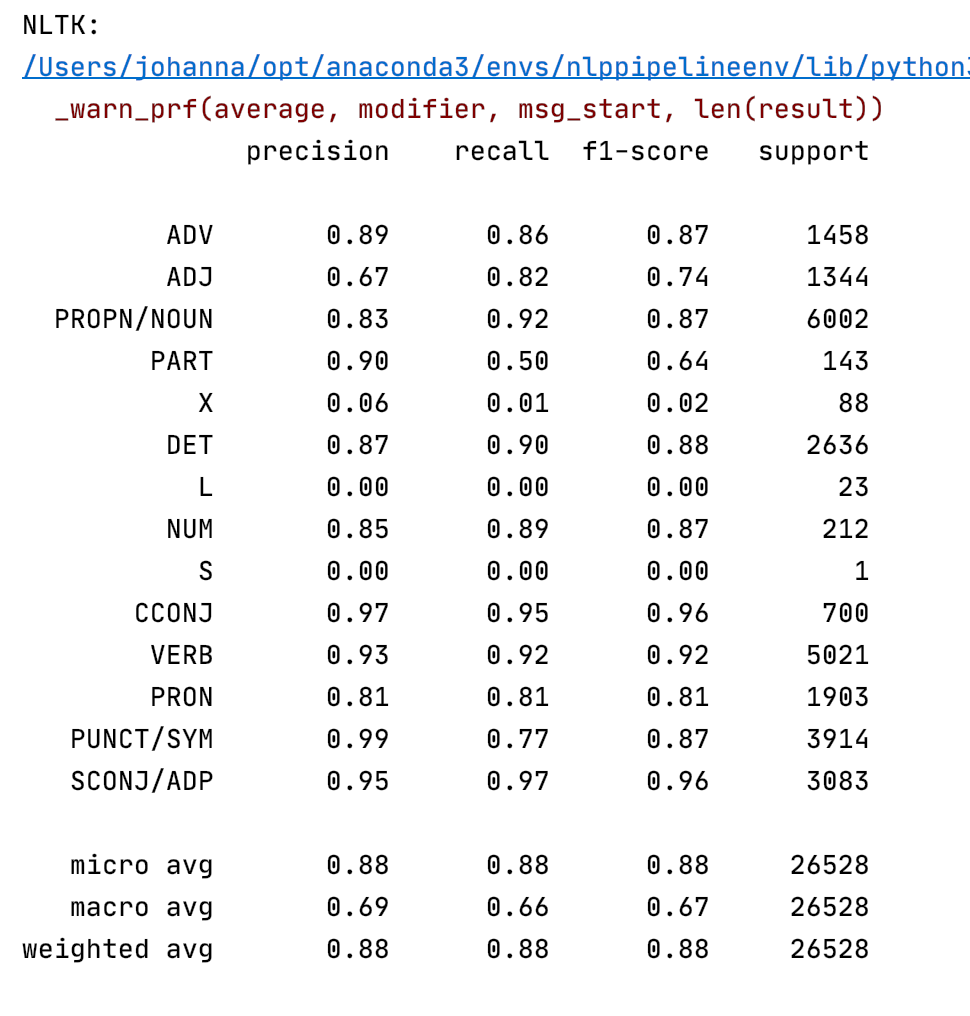 NLTK:
/Users/johanna/opt/anaconda3/envs/nlppipelineenv/lib/python3
_warn_prf(average, modifier, msg_start, len(result))
precision recall f1-score support
ADV 0.89 0.86 0.87 1458
ADJ 0.67 0.82 0.74 1344
PROPN/NOUN 0.83 0.92 0.87 6002
PART 0.90 0.50 0.64 143
X 0.06 0.01 0.02 88
DET 0.87 0.90 0.88 2636
L 0.00 0.00 0.00 23
NUM 0.85 0.89 0.87 212
S 0.00 0.00 0.00 1
CCONJ 0.97 0.95 0.96 700
VERB 0.93 0.92 0.92 5021
PRON 0.81 0.81 0.81 1903
PUNCT/SYM 0.99 0.77 0.87 3914
SCONJ/ADP 0.95 0.97 0.96 3083
micro avg 0.88 0.88 0.88 26528
macro avg 0.69 0.66 0.67 26528
weighted avg 0.88 0.88 0.88 26528